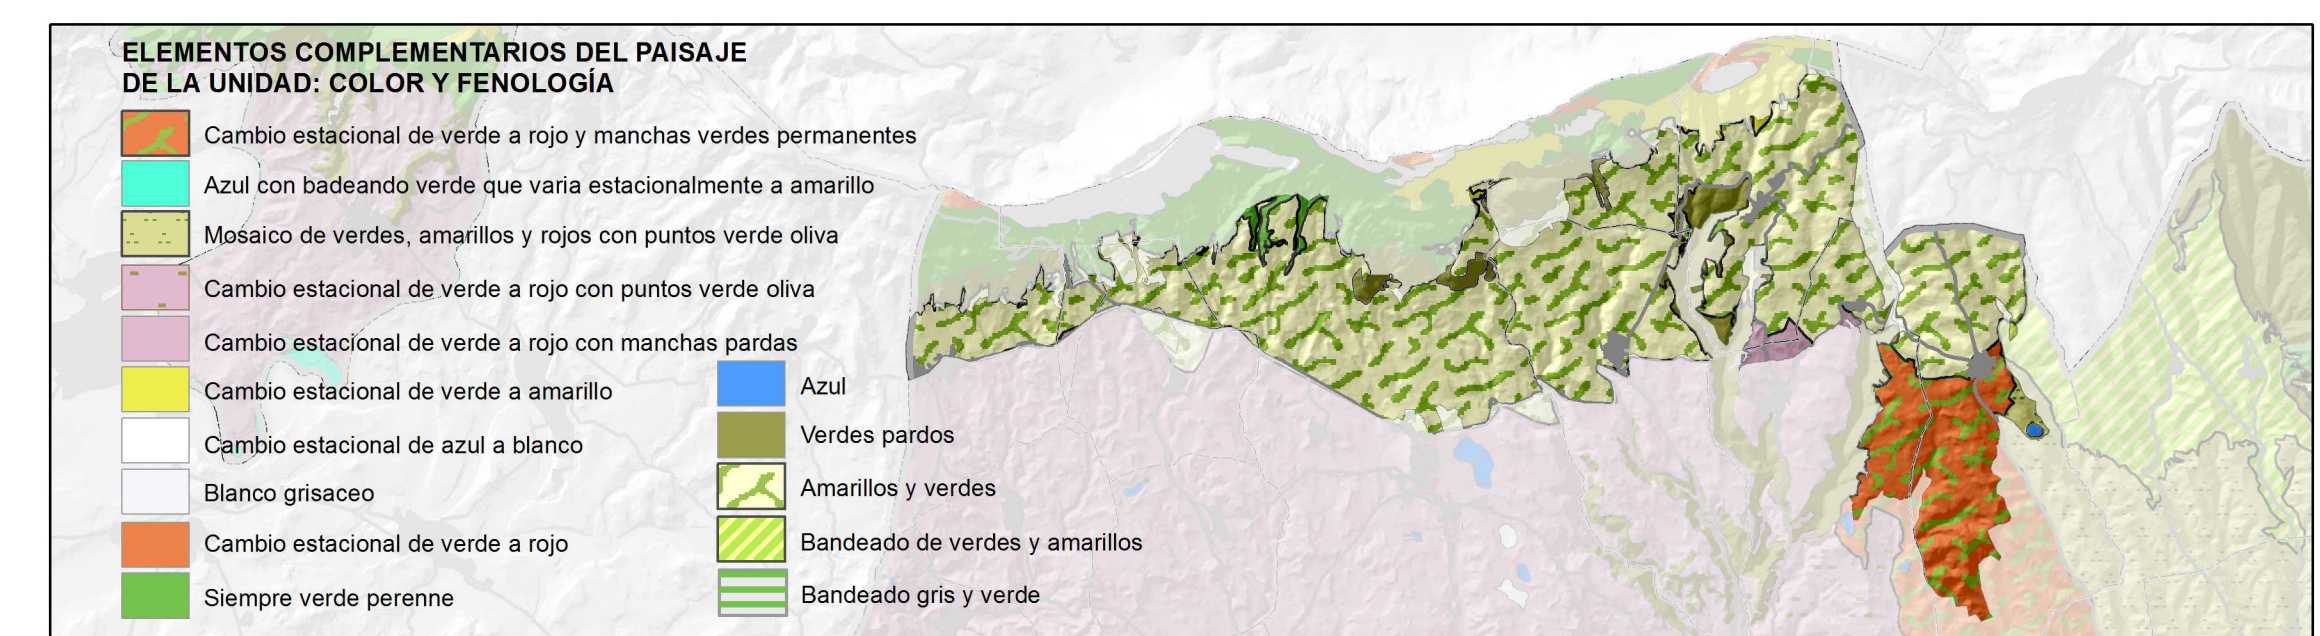 ELEMENTOS COMPLEMENTARIOS DEL PAISAJE
DE LA UNIDAD: COLOR Y FENOLOGÍA
Cambio estacional de verde a rojo y manchas verdes permanentes
Azul con badeando verde que varia estacionalmente a amarillo
Mosaico de verdes, amarillos y rojos con puntos verde oliva
Cambio estacional de verde a rojo con puntos verde oliva
Cambio estacional de verde a rojo con manchas pardas
Cambio estacional de verde a amarillo
Cambio estacional de azul a blanco
Blanco grisaceo
Cambio estacional de verde a rojo
Siempre verde perenne
Azul
Verdes pardos
Amarillos y verdes
Bandeado de verdes y amarillos
Bandeado gris y verde